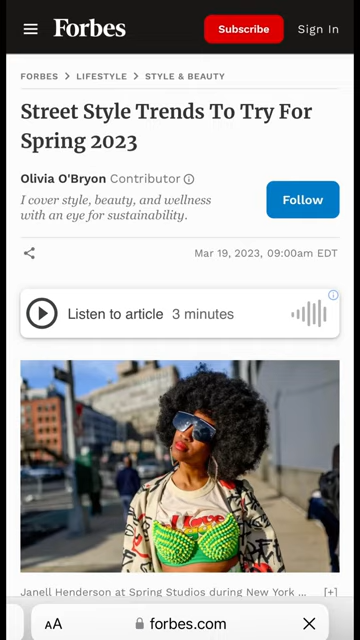 Forbes
Subscribe
Sign In
FORBES > LIFESTYLE > STYLE & BEAUTY
Street Style Trends To Try For
Spring 2023
Olivia O'Bryon Contributor
I cover style, beauty, and wellness
with an eye for sustainability.
Follow
Mar 19, 2023, 09:00am EDT
Listen to article 3 minutes
Janell Henderson at Spring Studios during New York ... [+]
AA
forbes.com